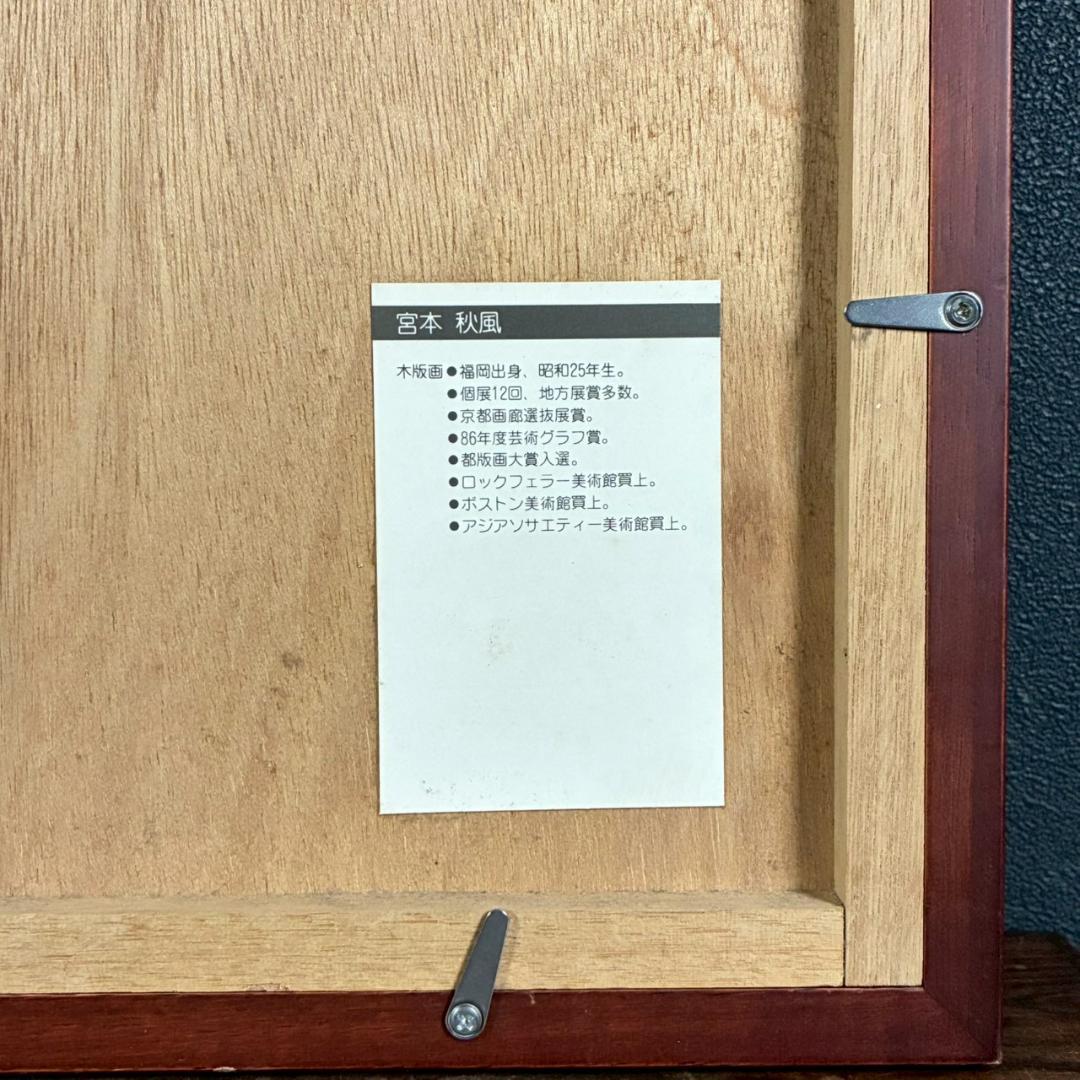 宮本 秋風
木版画●福岡出身、昭和25年生。
●個展12回、地方展賞多数。
●京都画廊選抜展賞。
●86年度芸術グラフ賞。
●都版画大賞入選。
●ロックフェラー美術館買上。
●ボストン美術館買上。
●アジアソサエティー美術館買上。